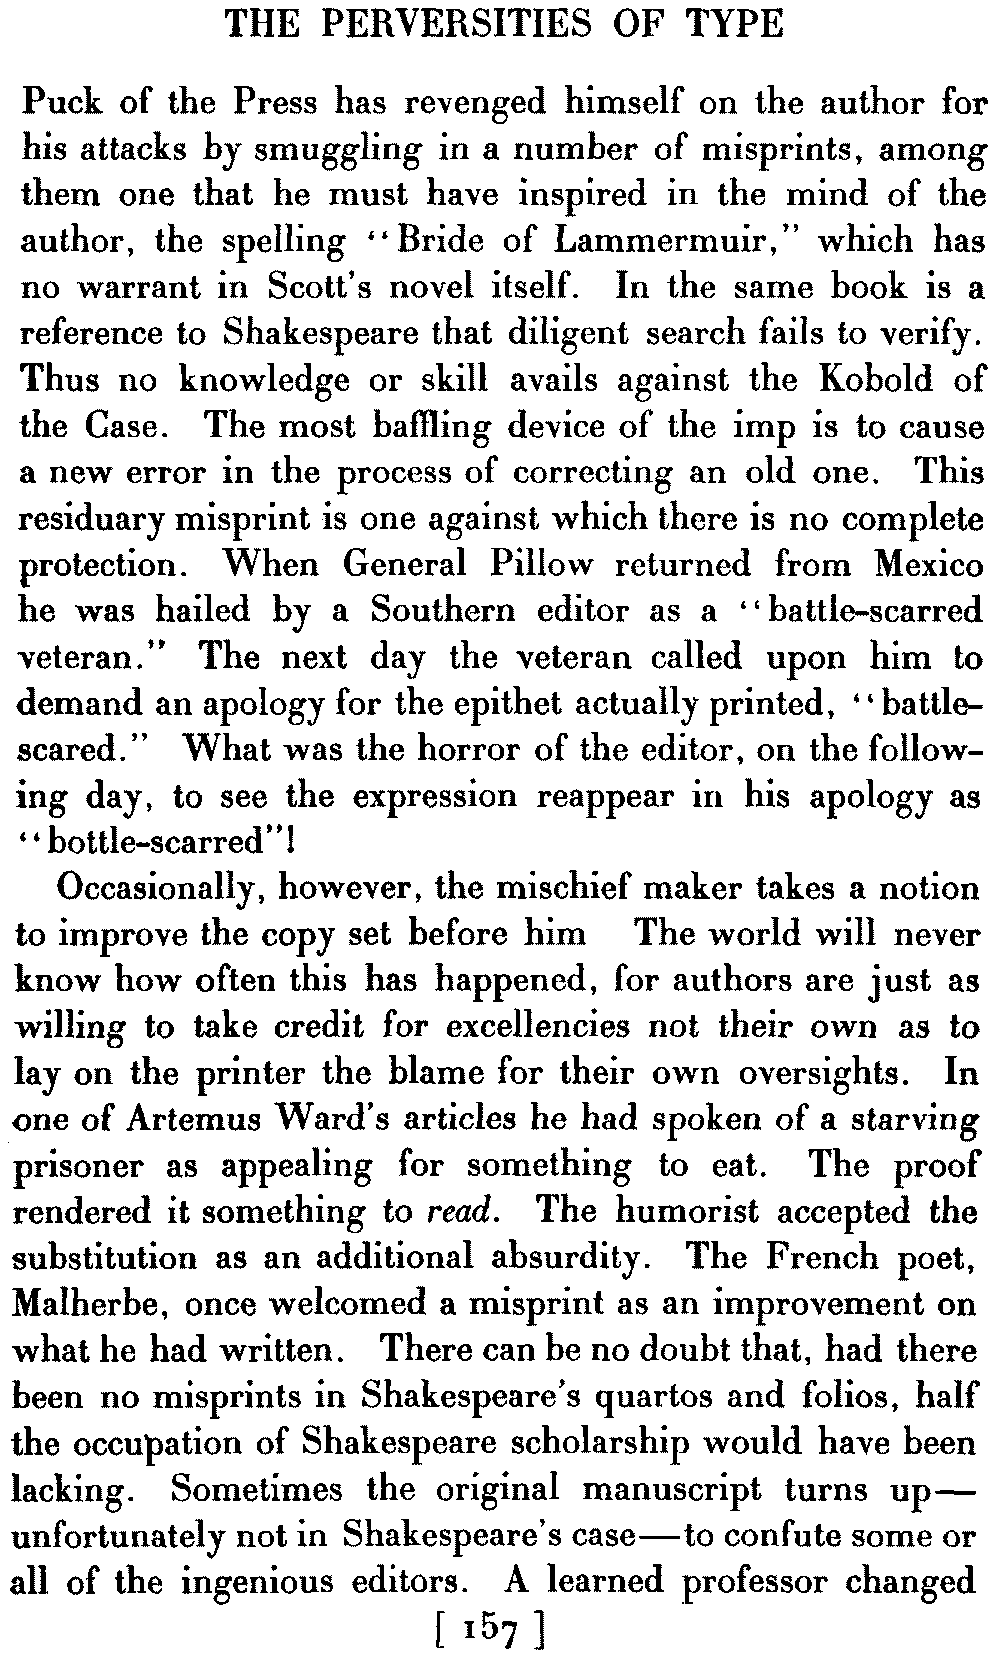 THE PERVERSITIES OF TYPE
Puck of the Press has revenged himself on the author for
his attacks by smuggling in a number of misprints, among
them one that he must have inspired in the mind of the
author, the spelling "Bride of Lammermuir," which has
no warrant in Scott's novel itself. In the same book is a
reference to Shakespeare that diligent search fails to verify.
Thus no knowledge or skill avails against the Kobold of
the Case. The most baffling device of the imp is to cause
a new error in the process of correcting an old one. This
residuary misprint is one against which there is no complete
protection. When General Pillow returned from Mexico
he was hailed by a Southern editor as a "battle-scarred
veteran." The next day the veteran called upon him to
demand an apology for the epithet actually printed, "battle-
scared." What was the horror of the editor, on the follow-
ing day, to see the expression reappear in his apology as
"bottle-scarred"!
Occasionally, however, the mischief maker takes a notion
to improve the copy set before him The world will never
know how often this has happened, for authors are just as
willing to take credit for excellencies not their own as to
lay on the printer the blame for their own oversights. In
one of Artemus Ward's articles he had spoken of a starving
prisoner as appealing for something to eat. The proof
rendered it something to read. The humorist accepted the
substitution as an additional absurdity. The French poet,
Malherbe, once welcomed a misprint as an improvement on
what he had written. There can be no doubt that, had there
been no misprints in Shakespeare's quartos and folios, half
the occupation of Shakespeare scholarship would have been
lacking. Sometimes the original manuscript turns up—
unfortunately not in Shakespeare's case—to confute some or
all of the ingenious editors. A learned professor changed
[ 157 ]